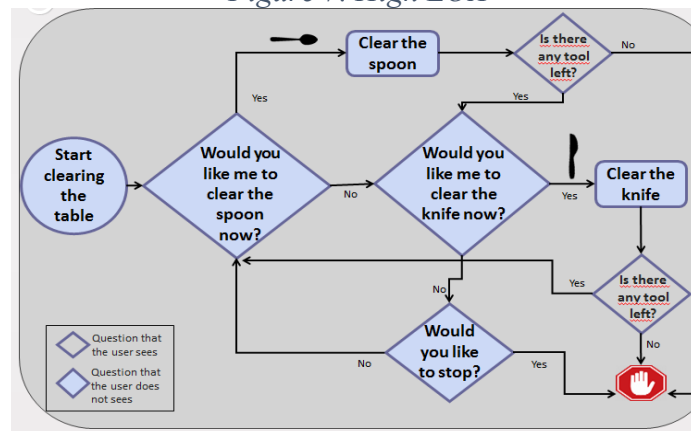 Clear the
spoon
Is there
any tool
left?
No
Yes
Yes
Start
clearing
the
table
Would you
like me to
clear the
spoon
now?
No
Would you
like me to
clear the
knife now?
Yes
Clear the
knife
Is there
any tool
left?
Yes
No
No
Would
you like
to stop?
No
Yes
Question that
the user sees
Question that
the user does
not sees